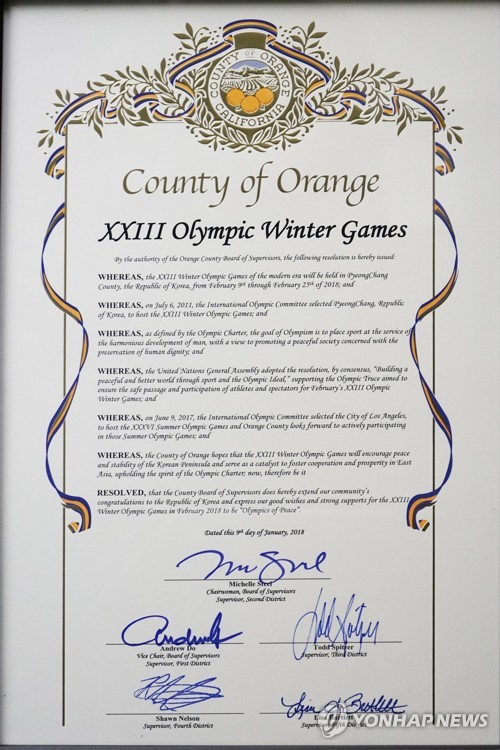 COUNTY OF ORANGE
CALIFORNIA
County of Orange
XXIII Olympic Winter Games
By the authority of the Orange County Board of Supervisors, the following resolution is hereby issued:
WHEREAS, the XXIII Winter Olympic Games of the modern era will be held in PyeongChang
County, the Republic of Korea, from February 9th through February 25th of 2018; and
WHEREAS, on July 6, 2011, the International Olympic Committee selected PyeongChang, Republic
of Korea, to host the XXIII Winter Olympic Games; and
WHEREAS, as defined by the Olympic Charter, the goal of Olympism is to place sport at the service of
the harmonious development of man, with a view to promoting a peaceful society concerned with the
preservation of human dignity; and
WHEREAS, the United Nations General Assembly adopted the resolution, by consensus, "Building a
peaceful and better world through sport and the Olympic Ideal," supporting the Olympic Truce aimed to
ensure the safe passage and participation of athletes and spectators for February's XXIII Olympic
Winter Games; and
WHEREAS, on June 9, 2017, the International Olympic Committee selected the City of Los Angeles,
to host the XXXVI Summer Olympic Games and Orange County looks forward to actively participating
in those Summer Olympic Games; and
WHEREAS, the County of Orange hopes that the XXIII Winter Olympic Games will encourage peace
and stability of the Korean Peninsula and serve as a catalyst to foster cooperation and prosperity in East
Asia, upholding the spirit of the Olympic Charter; now, therefore be it
RESOLVED, that the County Board of Supervisors does hereby extend our community's
congratulations to the Republic of Korea and express our good wishes and strong supports for the XXIII
Winter Olympic Games in February 2018 to be "Olympics of Peace".
Dated this 9th day of January, 2018
Michelle Steel
Chairwoman, Board of Supervisors
Supervisor, Second District
Andrew Do
Vice Chair, Board of Supervisors
Supervisor, First District
Todd Spitzer
Supervisor, Third District
Shawn Nelson
Supervisor, Fourth District
Lisa Bartlett
Supervisor, Fifth District
YONHAP NEWS
YONHAPNEWS